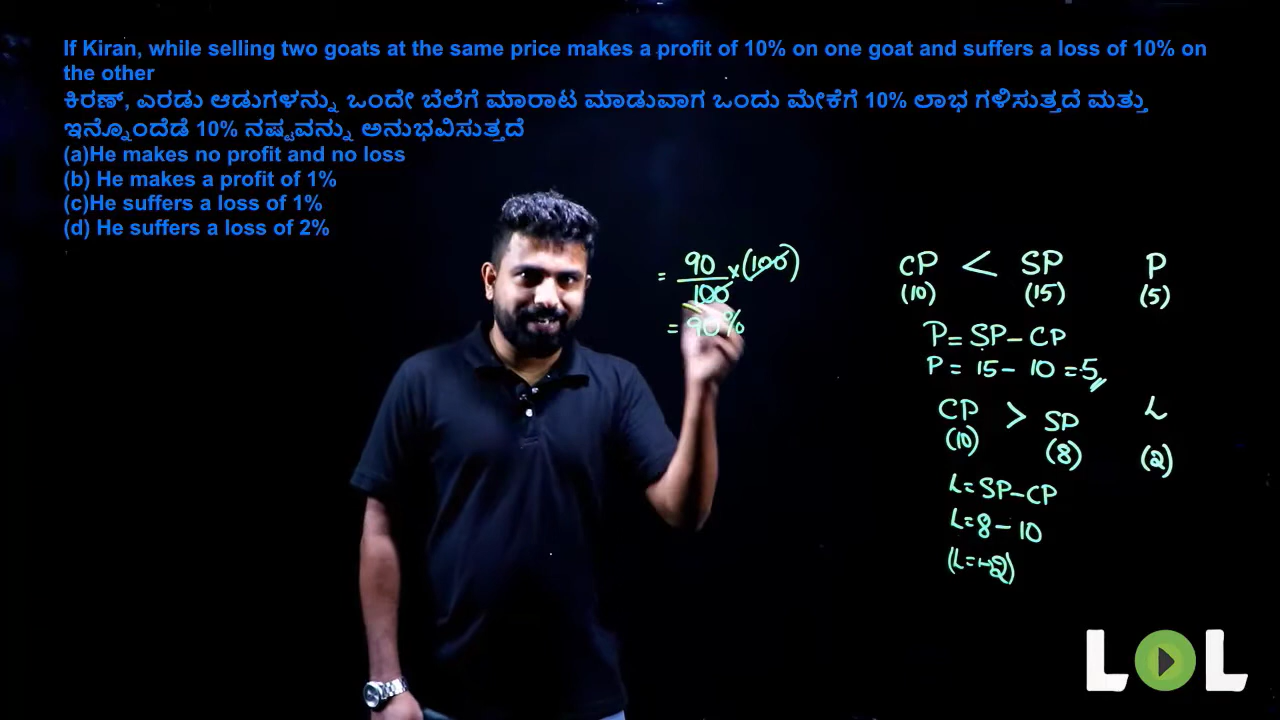 If Kiran, while selling two goats at the same price makes a profit of 10% on one goat and suffers a loss of 10% on
the other
ಕಿರಣ್, ಎರಡು ಆಡುಗಳನ್ನು ಒಂದೇ ಬೆಲೆಗೆ ಮಾರಾಟ ಮಾಡುವಾಗ ಒಂದು ಮೇಕೆಗೆ 10% ಲಾಭ ಗಳಿಸುತ್ತದೆ ಮತ್ತು
ಇನ್ನೊಂದೆಡೆ 10% ನಷ್ಟವನ್ನು ಅನುಭವಿಸುತ್ತದೆ
(a)He makes no profit and no loss
(b) He makes a profit of 1%
(c)He suffers a loss of 1%
(d) He suffers a loss of 2%
= 90/100 × (100)
= 90%
CP < SP P
(10) (15) (5)
P = SP - CP
P = 15 - 10 = 5
CP > SP L
(10) (8) (2)
L = SP - CP
L = 8 - 10
(L = -2)
LOL